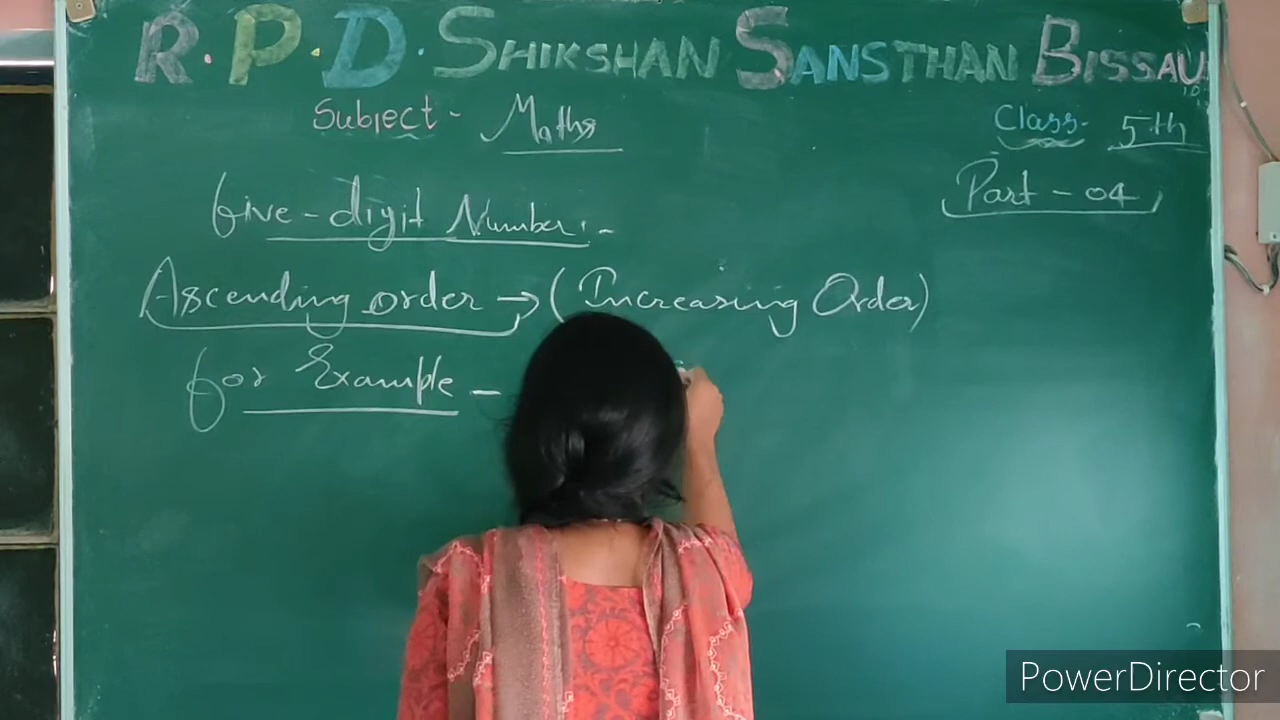 R.P.D. SHIKSHAN SANSTHAN BISSAU
Subject - Maths
Class - 5th
Part - 04
five-digit Number :-
Ascending order → (Increasing Order)
for Example -
PowerDirector